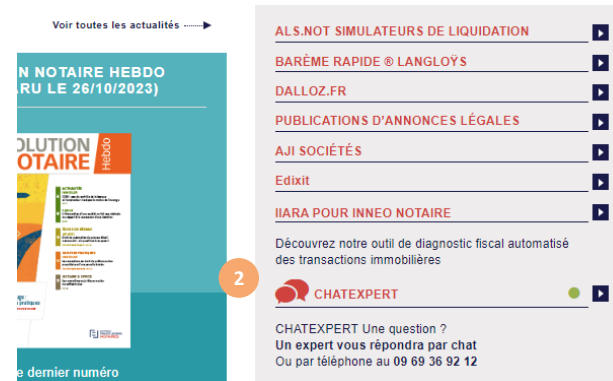 Voir toutes les actualités
N NOTAIRE HEBDO
RU LE 26/10/2023)
OLUTION
OTAIRE Hebdo
e dernier numéro
ALS.NOT SIMULATEURS DE LIQUIDATION
BARÈME RAPIDE ® LANGLOŸS
DALLOZ.FR
PUBLICATIONS D'ANNONCES LÉGALES
AJI SOCIÉTÉS
Edixit
IIARA POUR INNEO NOTAIRE
Découvrez notre outil de diagnostic fiscal automatisé
des transactions immobilières
2
CHATEXPERT
CHATEXPERT Une question ?
Un expert vous répondra par chat
Ou par téléphone au 09 69 36 92 12